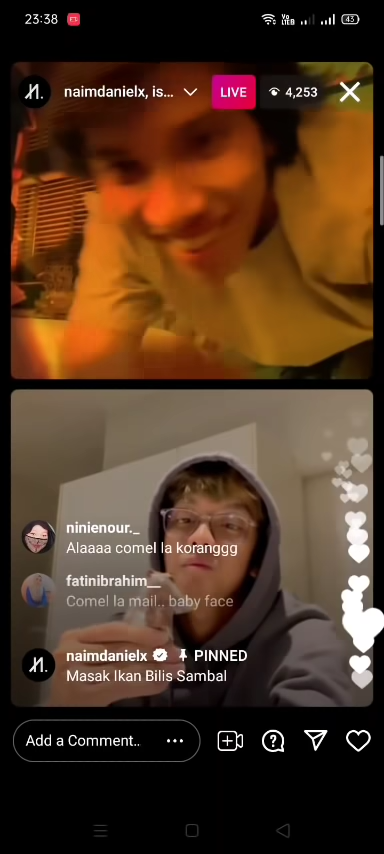 23:38
43
naimdanielx, is...
LIVE
4,253
ninienour._
Alaaaa comel la koranggg
fatinibrahim__
Comel la mail.. baby face
naimdanielx PINNED
Masak Ikan Bilis Sambal
Add a Comment..